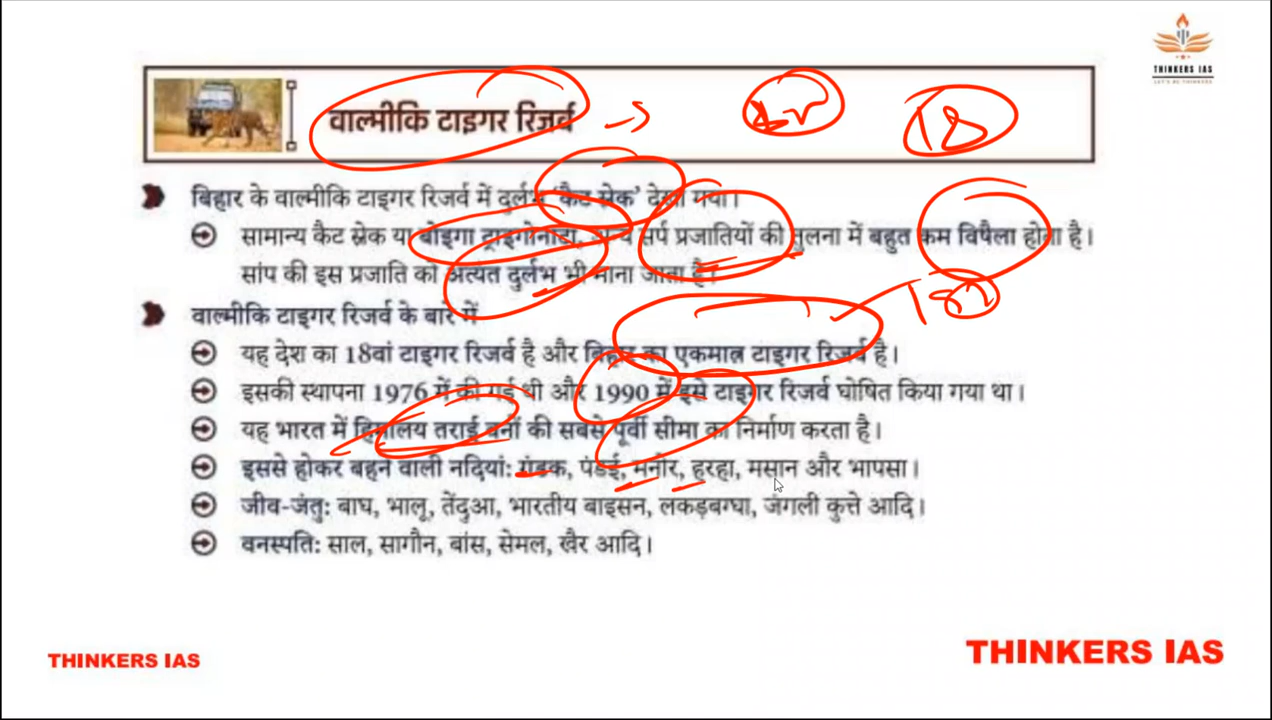 THINKERS IAS
LET'S BE THINKERS
वाल्मीकि टाइगर रिजर्व
18
बिहार के वाल्मीकि टाइगर रिजर्व में दुर्लभ 'कैट स्नेक' देखा गया।
सामान्य कैट स्नेक या बोइगा ट्राइगोनाटा, अन्य सर्प प्रजातियों की तुलना में बहुत कम विषैला होता है।
सांप की इस प्रजाति को अत्यंत दुर्लभ भी माना जाता है।
वाल्मीकि टाइगर रिजर्व के बारे में
यह देश का 18वां टाइगर रिजर्व है और बिहार का एकमात्र टाइगर रिजर्व है।
इसकी स्थापना 1976 में की गई थी और 1990 में इसे टाइगर रिजर्व घोषित किया गया था।
यह भारत में हिमालय तराई वनों की सबसे पूर्वी सीमा का निर्माण करता है।
इससे होकर बहने वाली नदियां: गंडक, पंडई, मनोर, हरहा, मसान और भापसा।
जीव-जंतु: बाघ, भालू, तेंदुआ, भारतीय बाइसन, लकड़बग्घा, जंगली कुत्ते आदि।
वनस्पति: साल, सागौन, बांस, सेमल, खैर आदि।
THINKERS IAS
THINKERS IAS